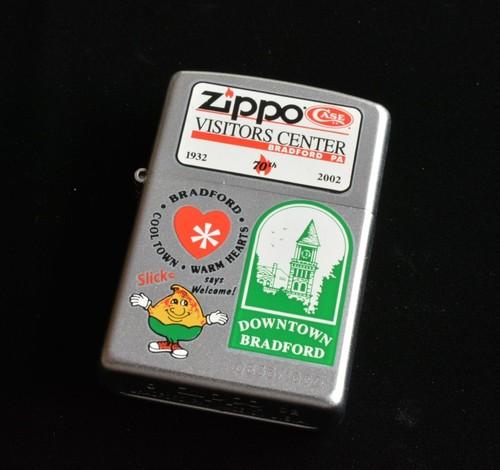 Zippo CASE
VISITORS CENTER
BRADFORD PA
1932 70th 2002
BRADFORD • WARM HEARTS • COOL TOWN •
Slick
says
Welcome!
DOWNTOWN
BRADFORD